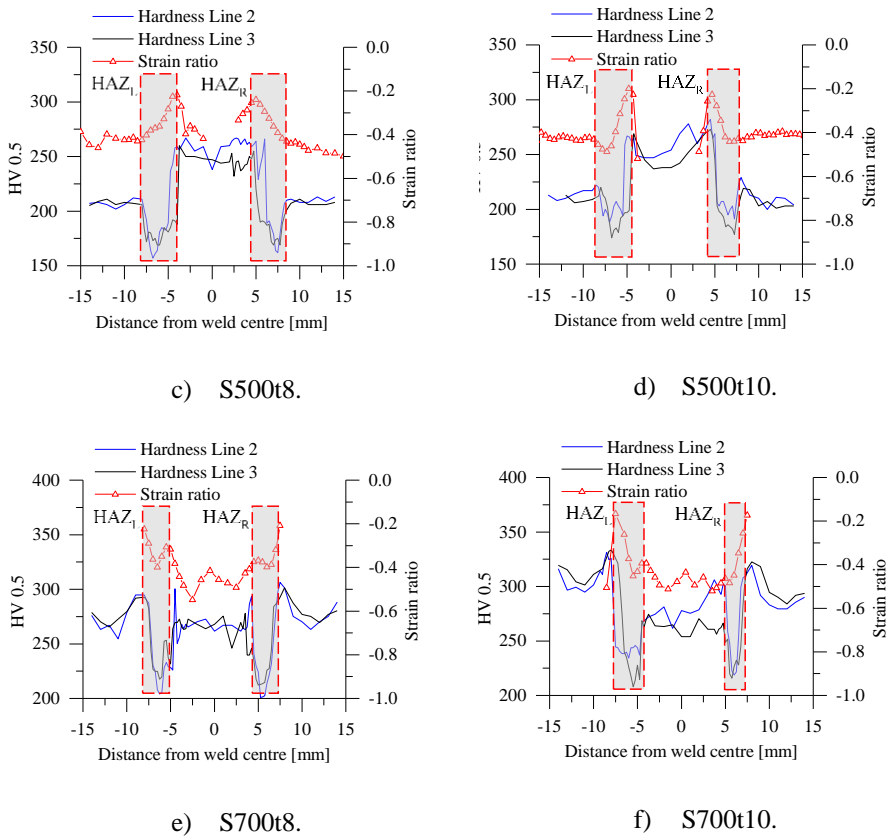 Hardness Line 2
Hardness Line 3
Strain ratio
350
300
250
200
150
HV 0.5
HAZL
HAZR
0.0
-0.2
-0.4
-0.6
-0.8
-1.0
Strain ratio
-15 -10 -5 0 5 10 15
Distance from weld centre [mm]
c) S500t8.
Hardness Line 2
Hardness Line 3
Strain ratio
350
300
250
200
150
HAZL
HAZR
0.0
-0.2
-0.4
-0.6
-0.8
-1.0
Strain ratio
-15 -10 -5 0 5 10 15
Distance from weld centre [mm]
d) S500t10.
Hardness Line 2
Hardness Line 3
Strain ratio
400
350
300
250
200
HV 0.5
HAZL
HAZR
0.0
-0.2
-0.4
-0.6
-0.8
-1.0
Strain ratio
-15 -10 -5 0 5 10 15
Distance from weld centre [mm]
e) S700t8.
Hardness Line 2
Hardness Line 3
Strain ratio
400
350
300
250
200
HV 0.5
HAZL
HAZR
0.0
-0.2
-0.4
-0.6
-0.8
-1.0
Strain ratio
-15 -10 -5 0 5 10 15
Distance from weld centre [mm]
f) S700t10.